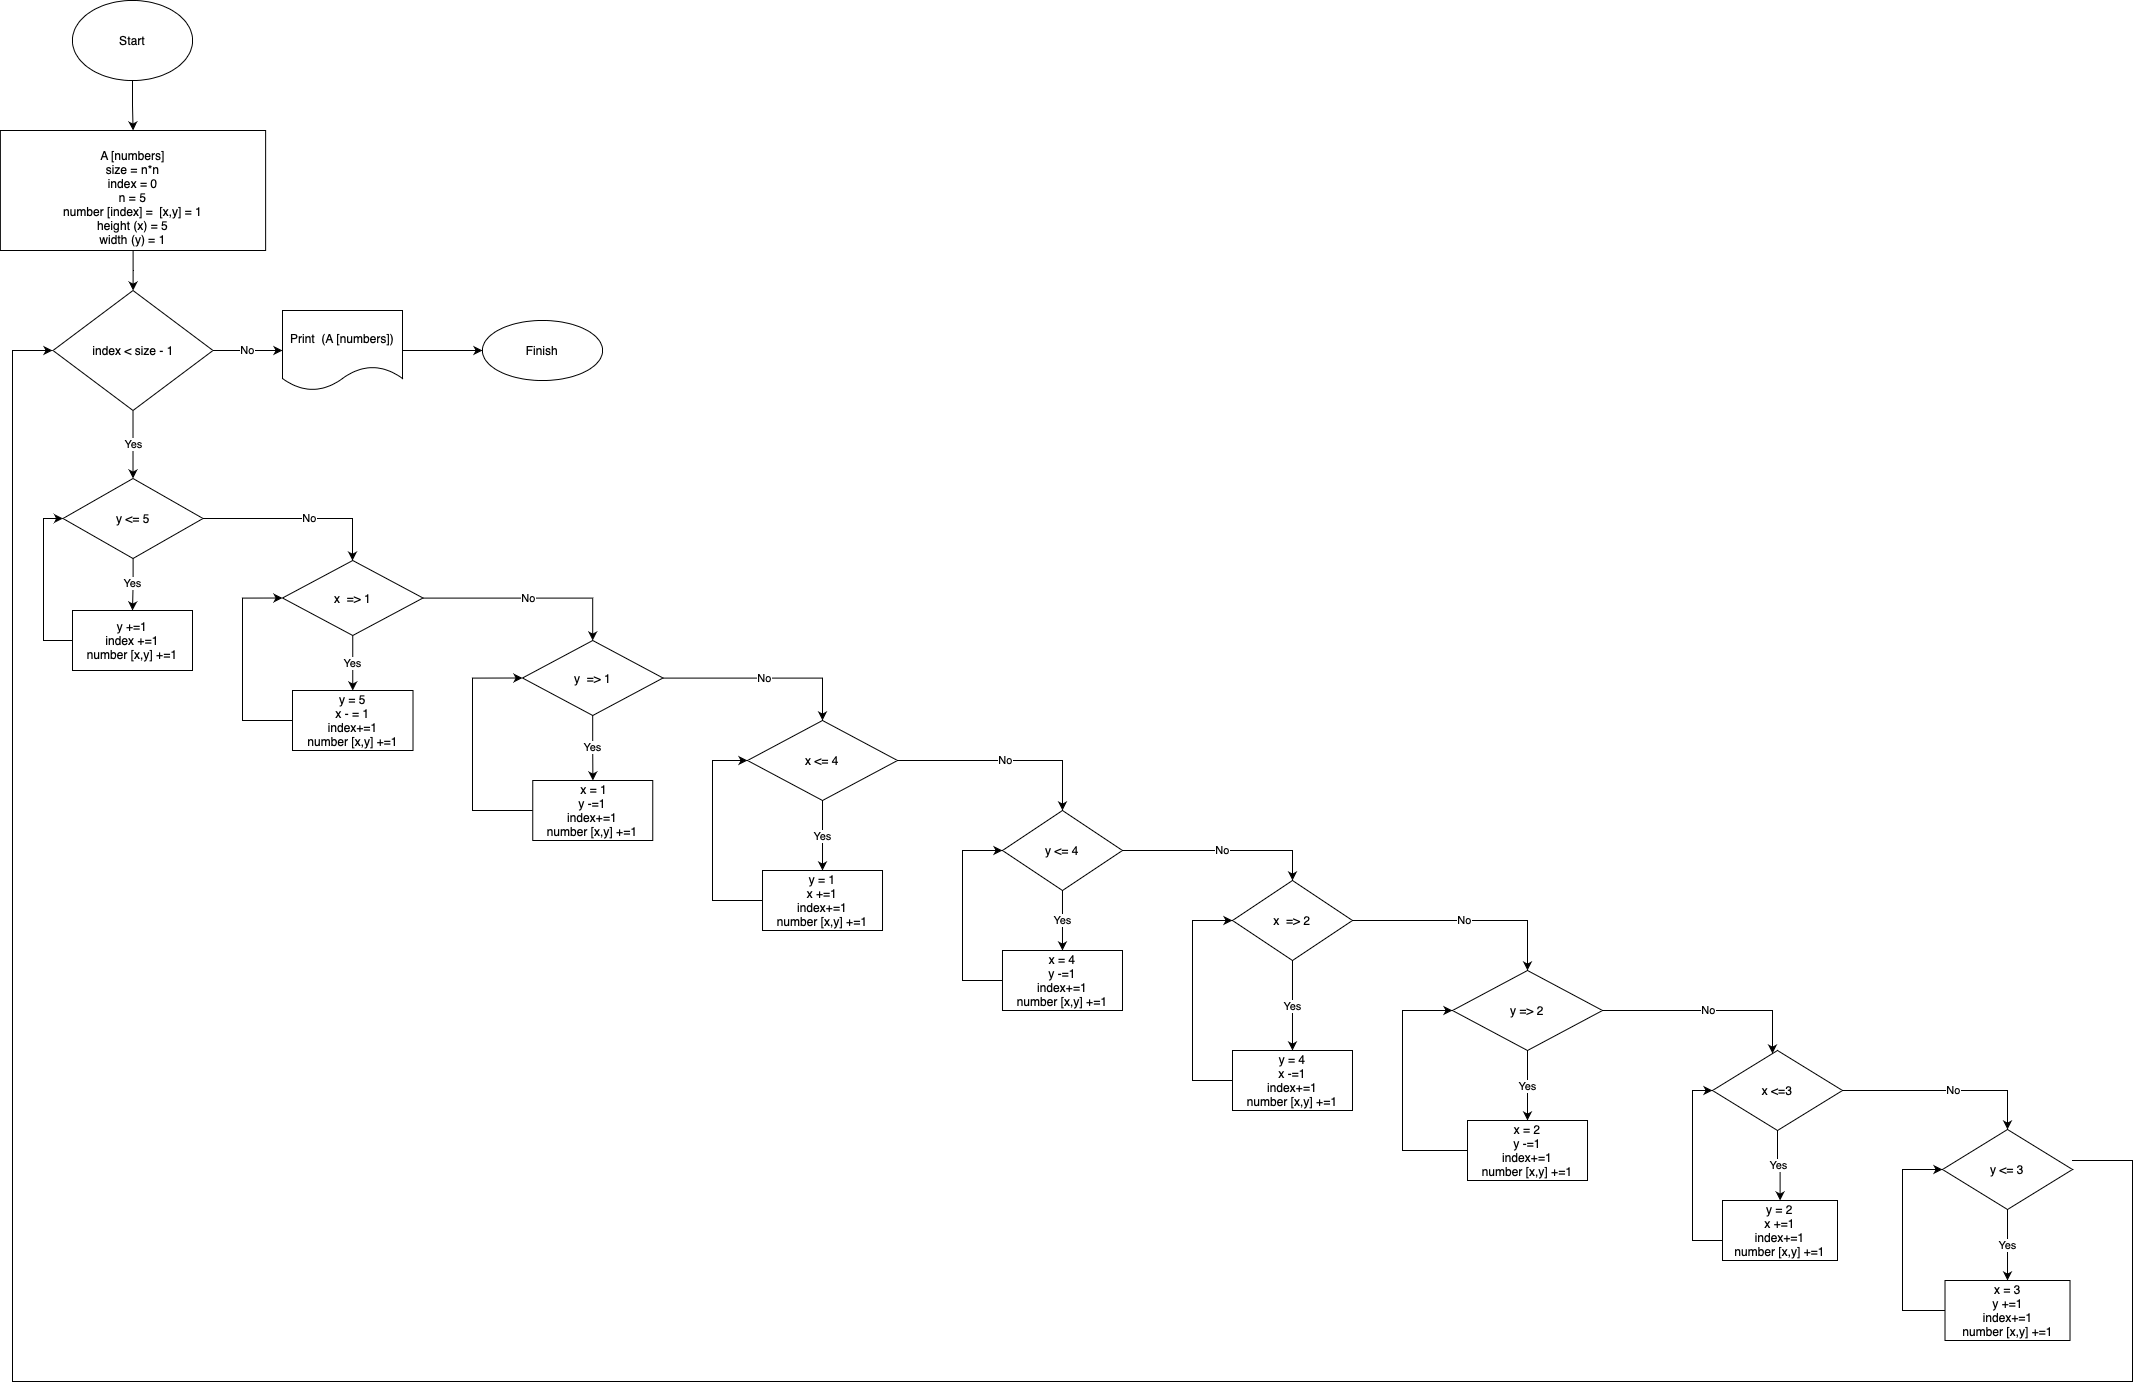 Start
A [numbers]
size = n*n
index = 0
n = 5
number [index] =  [x,y] = 1
height (x) = 5
width (y) = 1
index < size - 1
No
Print  (A [numbers])
Finish
Yes
y <= 5
No
Yes
y +=1
index +=1
number [x,y] +=1
x  => 1
No
Yes
y = 5
x - = 1
index+=1
number [x,y] +=1
y  => 1
No
Yes
x = 1
y -=1
index+=1
number [x,y] +=1
x <= 4
No
Yes
y = 1
x +=1
index+=1
number [x,y] +=1
y <= 4
No
Yes
x = 4
y -=1
index+=1
number [x,y] +=1
x  => 2
No
Yes
y = 4
x -=1
index+=1
number [x,y] +=1
y => 2
No
Yes
x = 2
y -=1
index+=1
number [x,y] +=1
x <=3
No
Yes
y = 2
x +=1
index+=1
number [x,y] +=1
y <= 3
Yes
x = 3
y +=1
index+=1
number [x,y] +=1